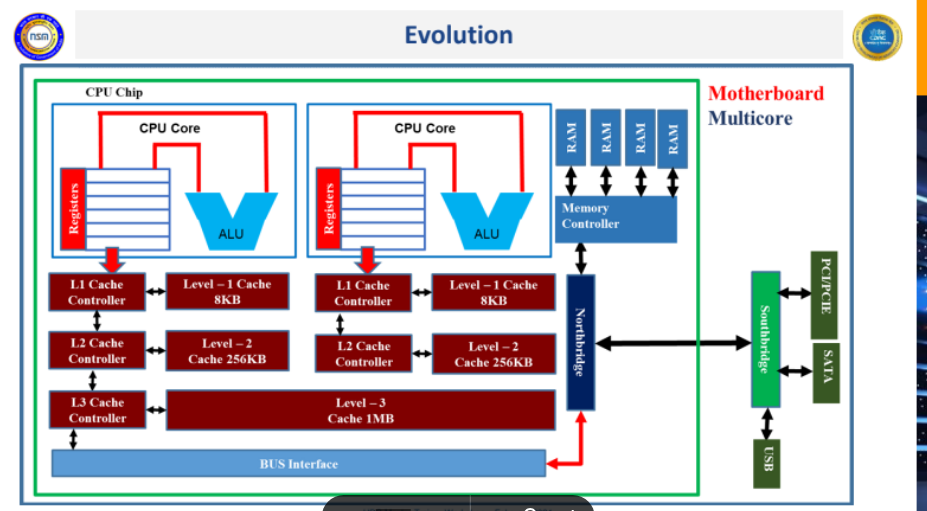 nsm
Evolution
CPU Chip
Motherboard
Multicore
CPU Core
Registers
ALU
CPU Core
Registers
ALU
RAM
RAM
RAM
RAM
Memory
Controller
L1 Cache
Controller
Level – 1 Cache
8KB
L1 Cache
Controller
Level – 1 Cache
8KB
L2 Cache
Controller
Level – 2
Cache 256KB
L2 Cache
Controller
Level – 2
Cache 256KB
L3 Cache
Controller
Level – 3
Cache 1MB
BUS Interface
Northbridge
Southbridge
PCI/PCIE
SATA
USB